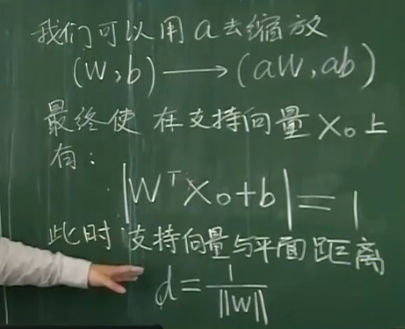 我们可以用a去缩放
(W,b)⟶(aW,ab)
最终使 在支持向量X₀上
有:
|WᵀX₀+b|=1
此时 支持向量与平面距离
d=1/||W||